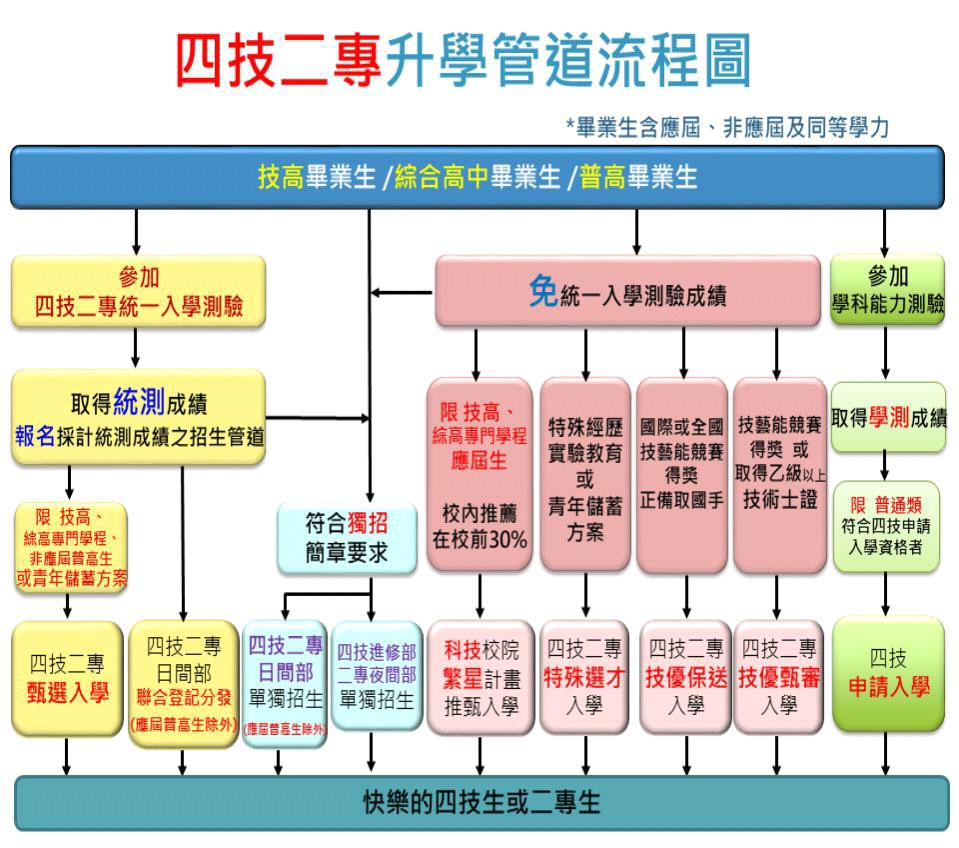 四技二專升學管道流程圖
*畢業生含應屆、非應屆及同等學力
技高畢業生/綜合高中畢業生/普高畢業生
參加
四技二專統一入學測驗
免統一入學測驗成績
參加
學科能力測驗
取得統測成績
報名採計統測成績之招生管道
限 技高、
綜高專門學程
應屆生
校內推薦
在校前30%
特殊經歷
實驗教育
或
青年儲蓄
方案
國際或全國
技藝能競賽
得獎
正備取國手
技藝能競賽
得獎 或
取得乙級以上
技術士證
取得學測成績
限 技高、
綜高專門學程、
非應屆普高生
或青年儲蓄方案
符合獨招
簡章要求
限 普通類
符合四技申請
入學資格者
四技二專
甄選入學
四技二專
日間部
聯合登記分發
(應屆普高生除外)
四技二專
日間部
單獨招生
(應屆普高生除外)
四技進修部
二專夜間部
單獨招生
科技校院
繁星計畫
推甄入學
四技二專
特殊選才
入學
四技二專
技優保送
入學
四技二專
技優甄審
入學
四技
申請入學
快樂的四技生或二專生